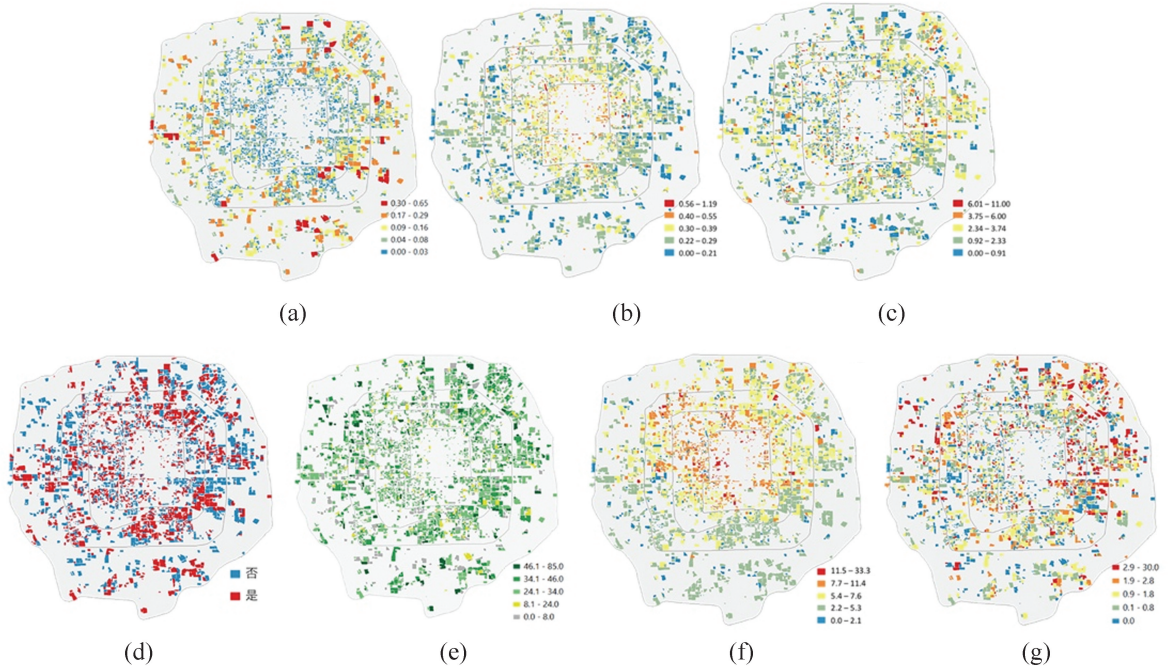 0.30 - 0.65
0.17 - 0.29
0.09 - 0.16
0.04 - 0.08
0.00 - 0.03
0.56 – 1.19
0.40 – 0.55
0.30 – 0.39
0.22 – 0.29
0.00 – 0.21
6.01 – 11.00
3.75 – 6.00
2.34 – 3.74
0.92 – 2.33
0.00 – 0.91
(a)
(b)
(c)
否
是
46.1 - 85.0
34.1 - 46.0
24.1 - 34.0
8.1 - 24.0
0.0 - 8.0
11.5 – 33.3
7.7 – 11.4
5.4 – 7.6
2.2 – 5.3
0.0 – 2.1
2.9 - 30.0
1.9 - 2.8
0.9 - 1.8
0.1 - 0.8
0.0
(d)
(e)
(f)
(g)